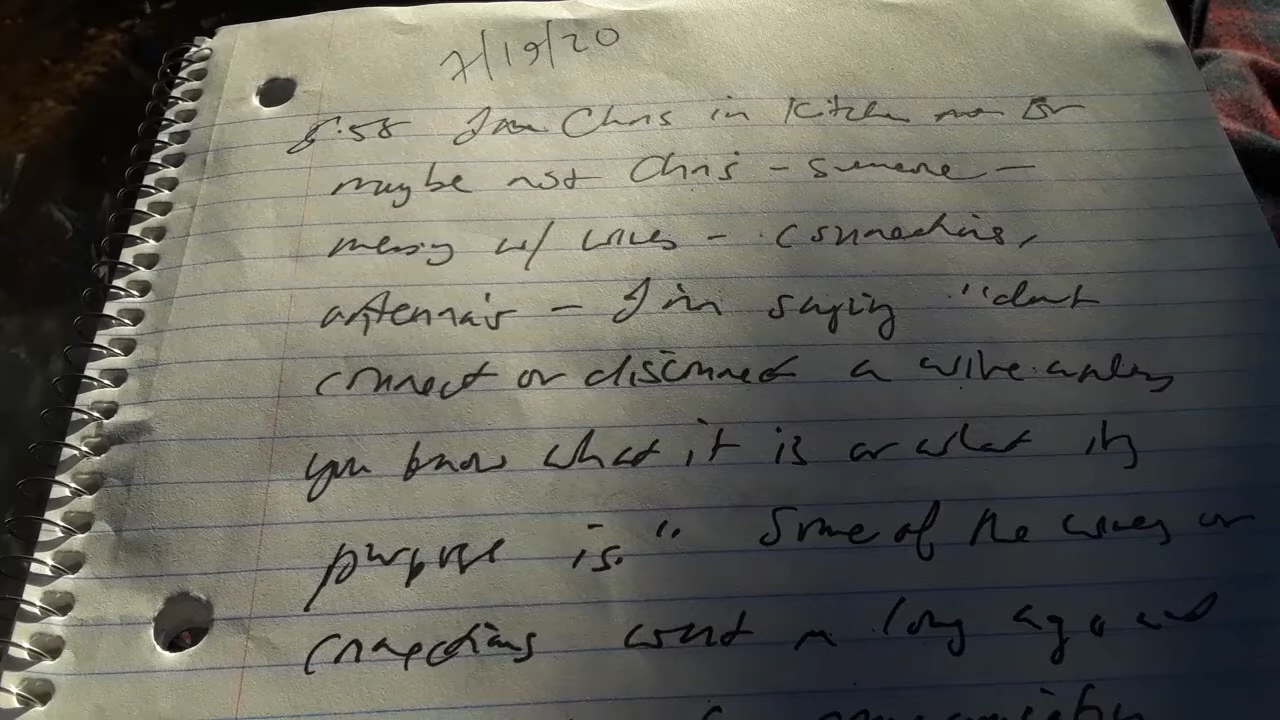 7/19/20
5:58 Chris in kitchen or
maybe not Chris - someone -
messing w/ wires - connections,
antennas - I'm saying "don't
connect or disconnect a wire unless
you know what it is or what its
purpose is." Some of the wires or
connections went in long ago and